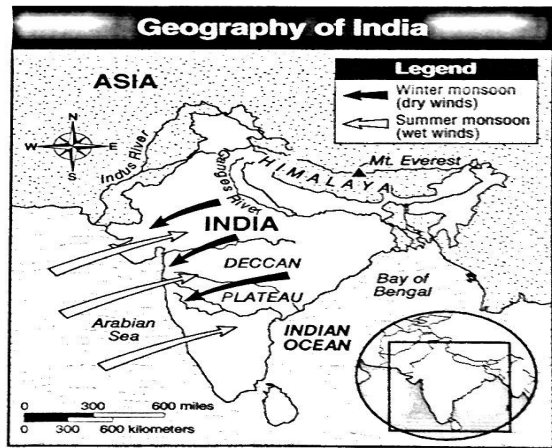 Geography of India
ASIA
Legend
Winter monsoon
(dry winds)
Summer monsoon
(wet winds)
N
W
E
S
Indus River
Ganges River
HIMALAYA
Mt. Everest
INDIA
DECCAN
PLATEAU
Bay of
Bengal
Arabian
Sea
INDIAN
OCEAN
0 300 600 miles
0 300 600 kilometers